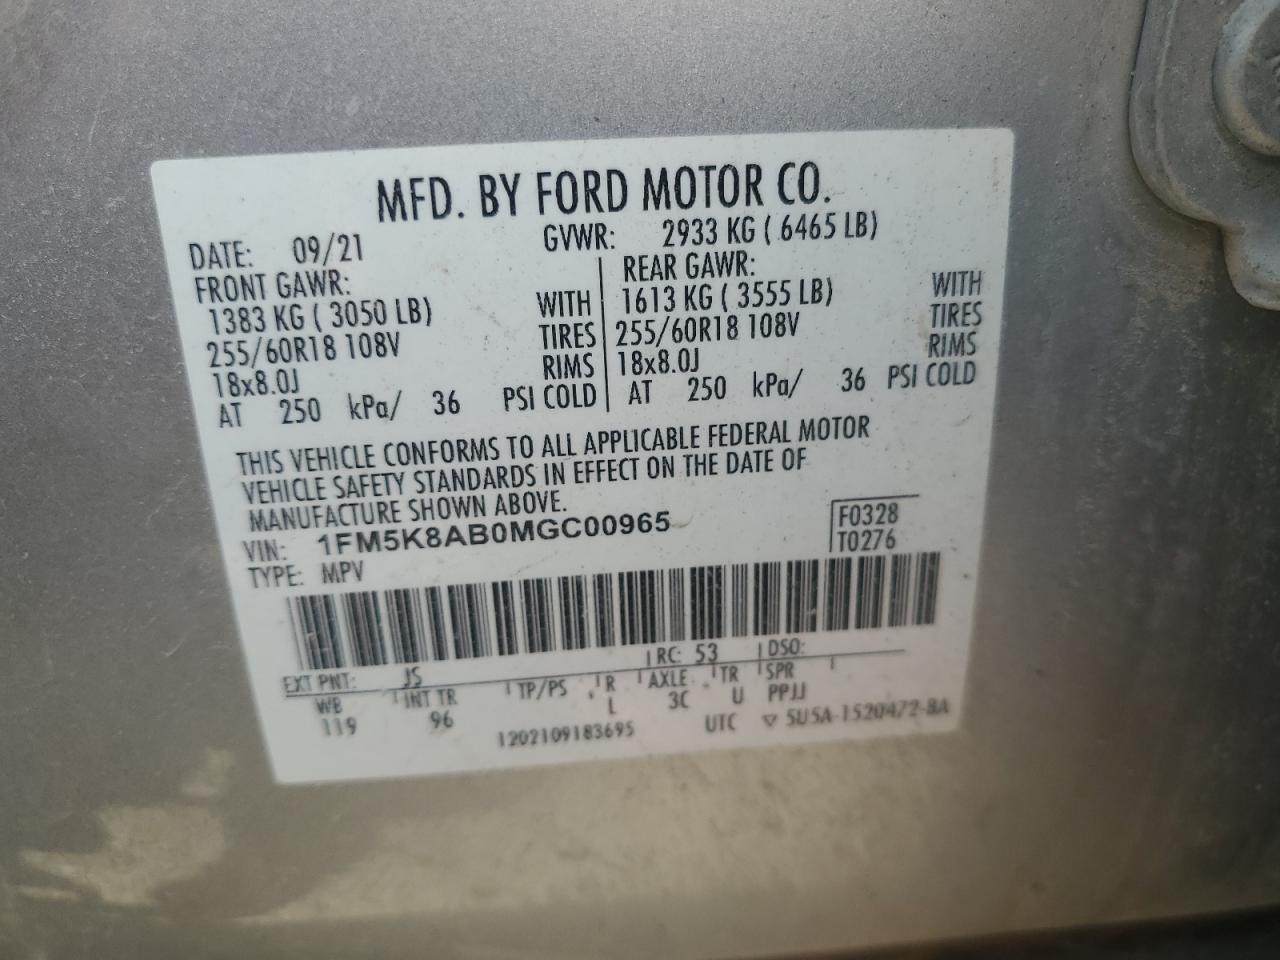 MFD. BY FORD MOTOR CO.
DATE: 09/21 GVWR: 2933 KG ( 6465 LB)
FRONT GAWR: REAR GAWR:
1383 KG ( 3050 LB) WITH 1613 KG ( 3555 LB) WITH
255/60R18 108V TIRES 255/60R18 108V TIRES
18x8.0J RIMS 18x8.0J RIMS
AT 250 kPa/ 36 PSI COLD AT 250 kPa/ 36 PSI COLD
THIS VEHICLE CONFORMS TO ALL APPLICABLE FEDERAL MOTOR
VEHICLE SAFETY STANDARDS IN EFFECT ON THE DATE OF
MANUFACTURE SHOWN ABOVE.
VIN: 1FM5K8AB0MGC00965 F0328
TYPE: MPV T0276
EXT PNT: JS RC: 53 DSO:
WB INT TR TP/PS R AXLE TR SPR
119 96 L 3C U PPJJ
1202109183695 UTC ▽ SU5A-1520472-BA